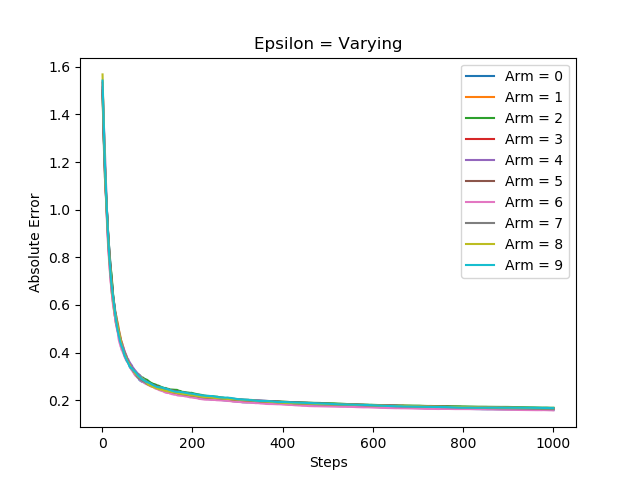 Epsilon = Varying
1.6
1.4
1.2
1.0
0.8
0.6
0.4
0.2
Absolute Error
0
200
400
600
800
1000
Steps
Arm = 0
Arm = 1
Arm = 2
Arm = 3
Arm = 4
Arm = 5
Arm = 6
Arm = 7
Arm = 8
Arm = 9